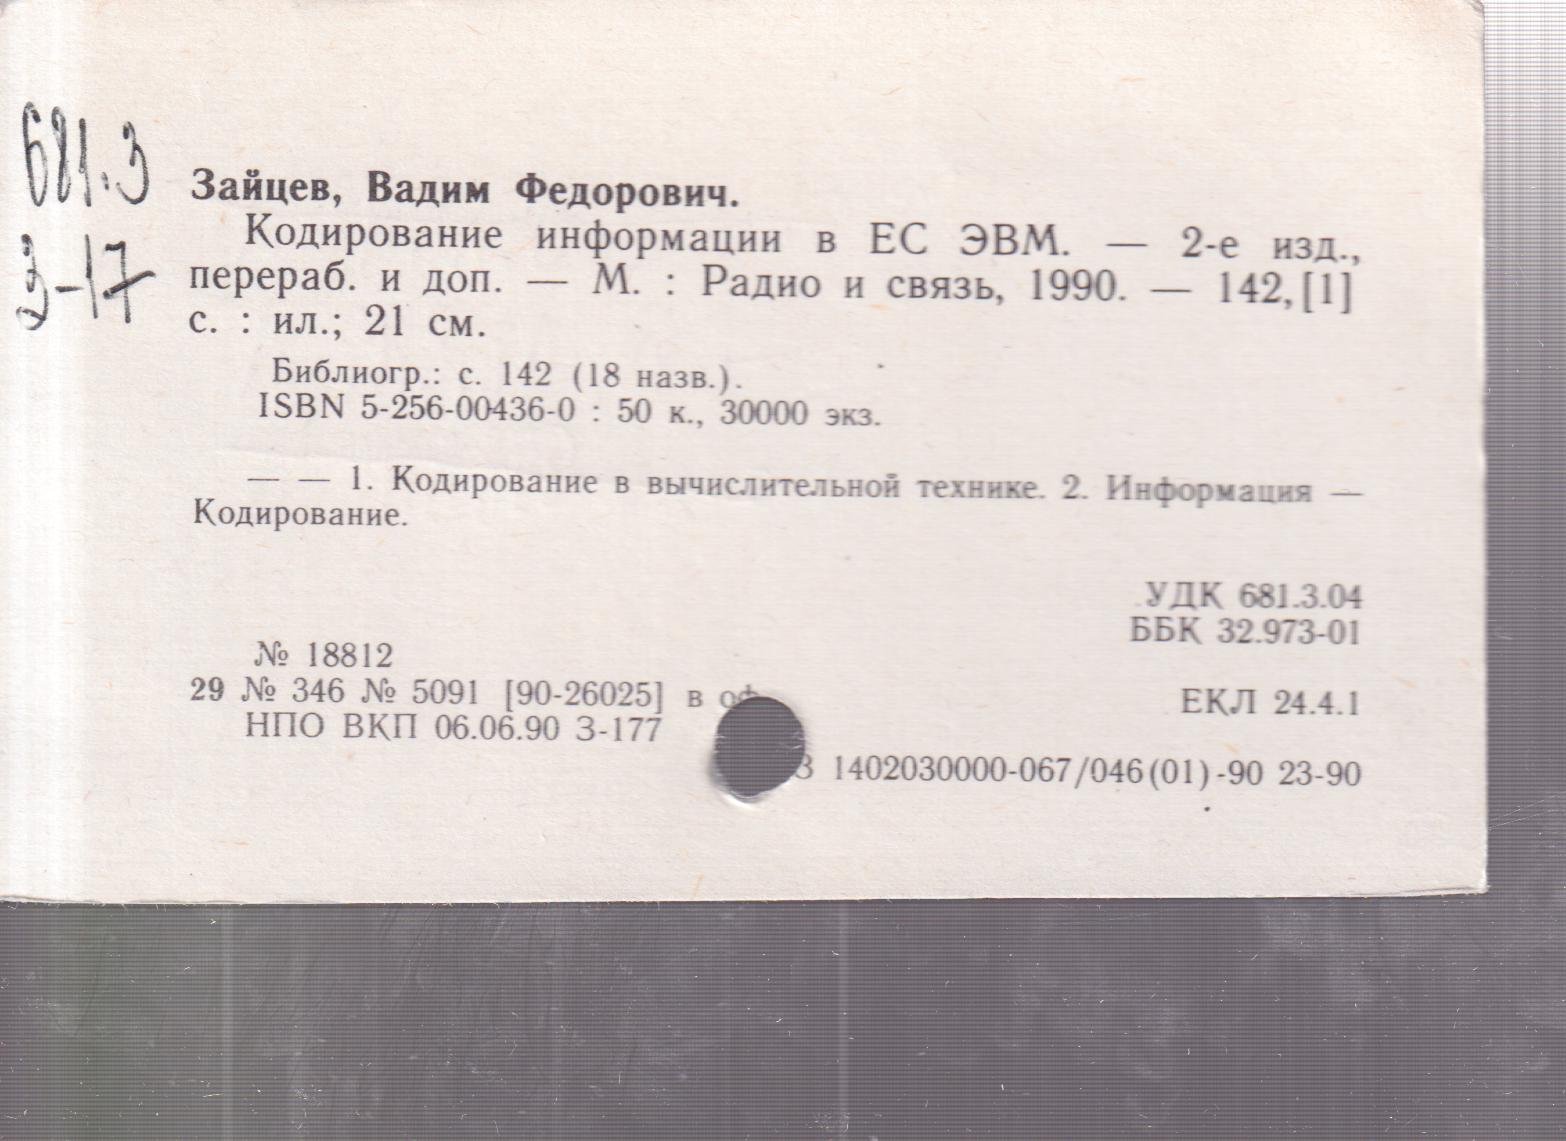 681.3
З-17
Зайцев, Вадим Федорович.
Кодирование информации в ЕС ЭВМ. — 2-е изд.,
перераб. и доп. — М. : Радио и связь, 1990. — 142,[1]
с. : ил.; 21 см.
Библиогр.: с. 142 (18 назв.).
ISBN 5-256-00436-0 : 50 к., 30000 экз.
— — 1. Кодирование в вычислительной технике. 2. Информация —
Кодирование.
УДК 681.3.04
ББК 32.973-01
№ 18812
29 № 346 № 5091 [90-26025] в оф
ЕКЛ 24.4.1
НПО ВКП 06.06.90 З-177
З 1402030000-067/046(01)-90 23-90